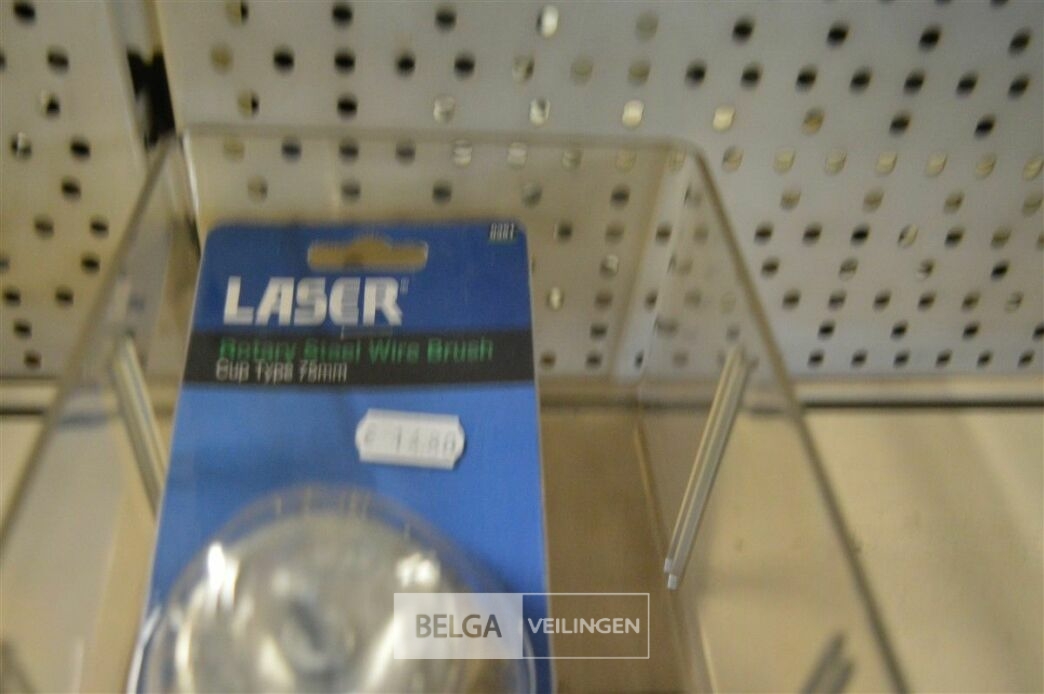 LASER
Rotary Steel Wire Brush
Cup Type 75mm
BELGA VEILINGEN